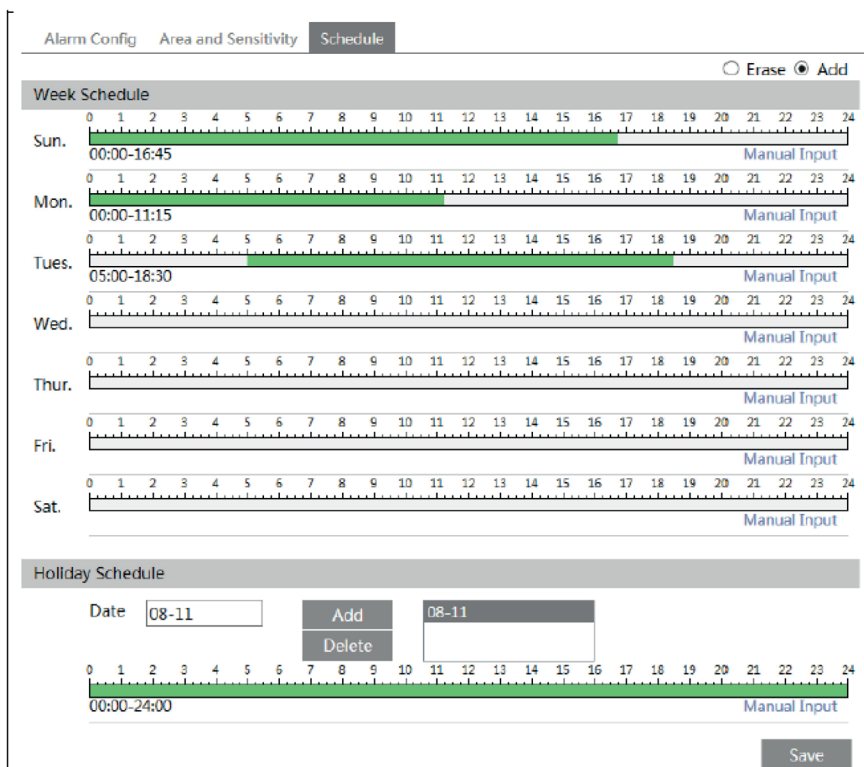 Alarm Config Area and Sensitivity Schedule
Erase Add
Week Schedule
0 1 2 3 4 5 6 7 8 9 10 11 12 13 14 15 16 17 18 19 20 21 22 23 24
Sun.
00:00-16:45 Manual Input
0 1 2 3 4 5 6 7 8 9 10 11 12 13 14 15 16 17 18 19 20 21 22 23 24
Mon.
00:00-11:15 Manual Input
0 1 2 3 4 5 6 7 8 9 10 11 12 13 14 15 16 17 18 19 20 21 22 23 24
Tues.
05:00-18:30 Manual Input
0 1 2 3 4 5 6 7 8 9 10 11 12 13 14 15 16 17 18 19 20 21 22 23 24
Wed.
Manual Input
0 1 2 3 4 5 6 7 8 9 10 11 12 13 14 15 16 17 18 19 20 21 22 23 24
Thur.
Manual Input
0 1 2 3 4 5 6 7 8 9 10 11 12 13 14 15 16 17 18 19 20 21 22 23 24
Fri.
Manual Input
0 1 2 3 4 5 6 7 8 9 10 11 12 13 14 15 16 17 18 19 20 21 22 23 24
Sat.
Manual Input
Holiday Schedule
Date 08-11 Add 08-11
Delete
0 1 2 3 4 5 6 7 8 9 10 11 12 13 14 15 16 17 18 19 20 21 22 23 24
00:00-24:00 Manual Input
Save